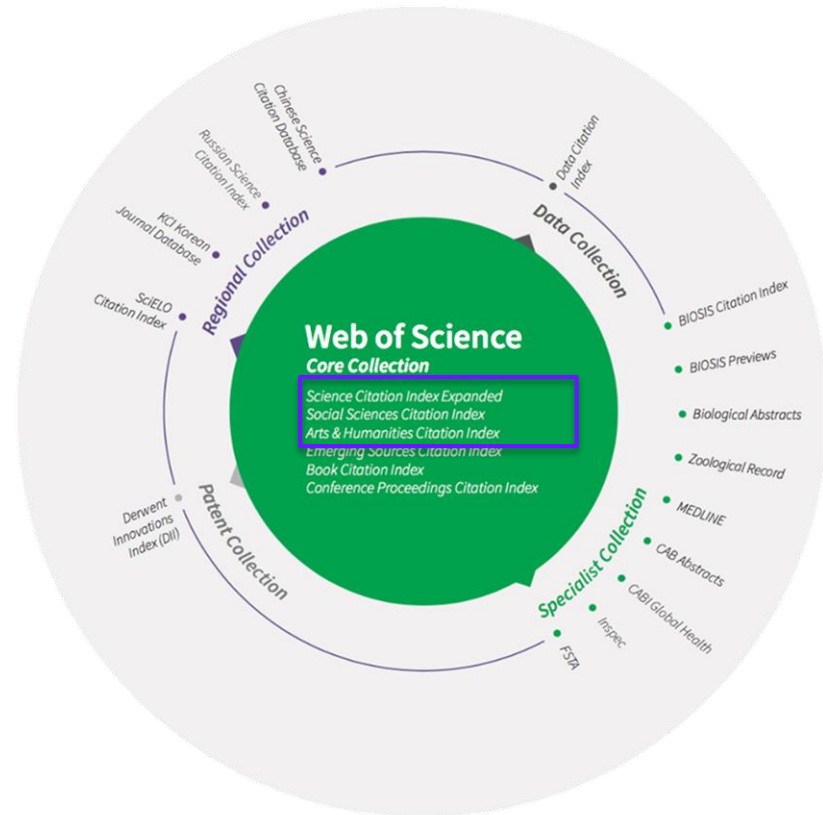 Chinese Science
Citation Database
Russian Science
Citation Index
KCI Korean
Journal Database
SciELO
Citation Index
Regional Collection
Data Citation
Index
Data Collection
Web of Science
Core Collection
Science Citation Index Expanded
Social Sciences Citation Index
Arts & Humanities Citation Index
Emerging Sources Citation Index
Book Citation Index
Conference Proceedings Citation Index
BIOSIS Citation Index
BIOSIS Previews
Biological Abstracts
Zoological Record
MEDLINE
CAB Abstracts
CABI Global Health
Inspec
FSTA
Specialist Collection
Derwent
Innovations
Index (DII)
Patent Collection